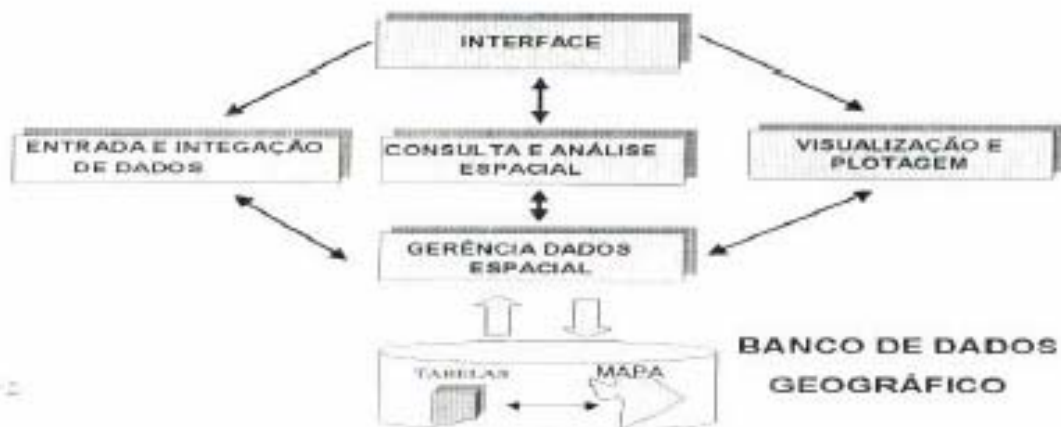 INTERFACE
ENTRADA E INTEGAÇÃO
DE DADOS
CONSULTA E ANÁLISE
ESPACIAL
VISUALIZAÇÃO E
PLOTAGEM
GERÊNCIA DADOS
ESPACIAL
TABELAS
MAPA
BANCO DE DADOS
GEOGRÁFICO